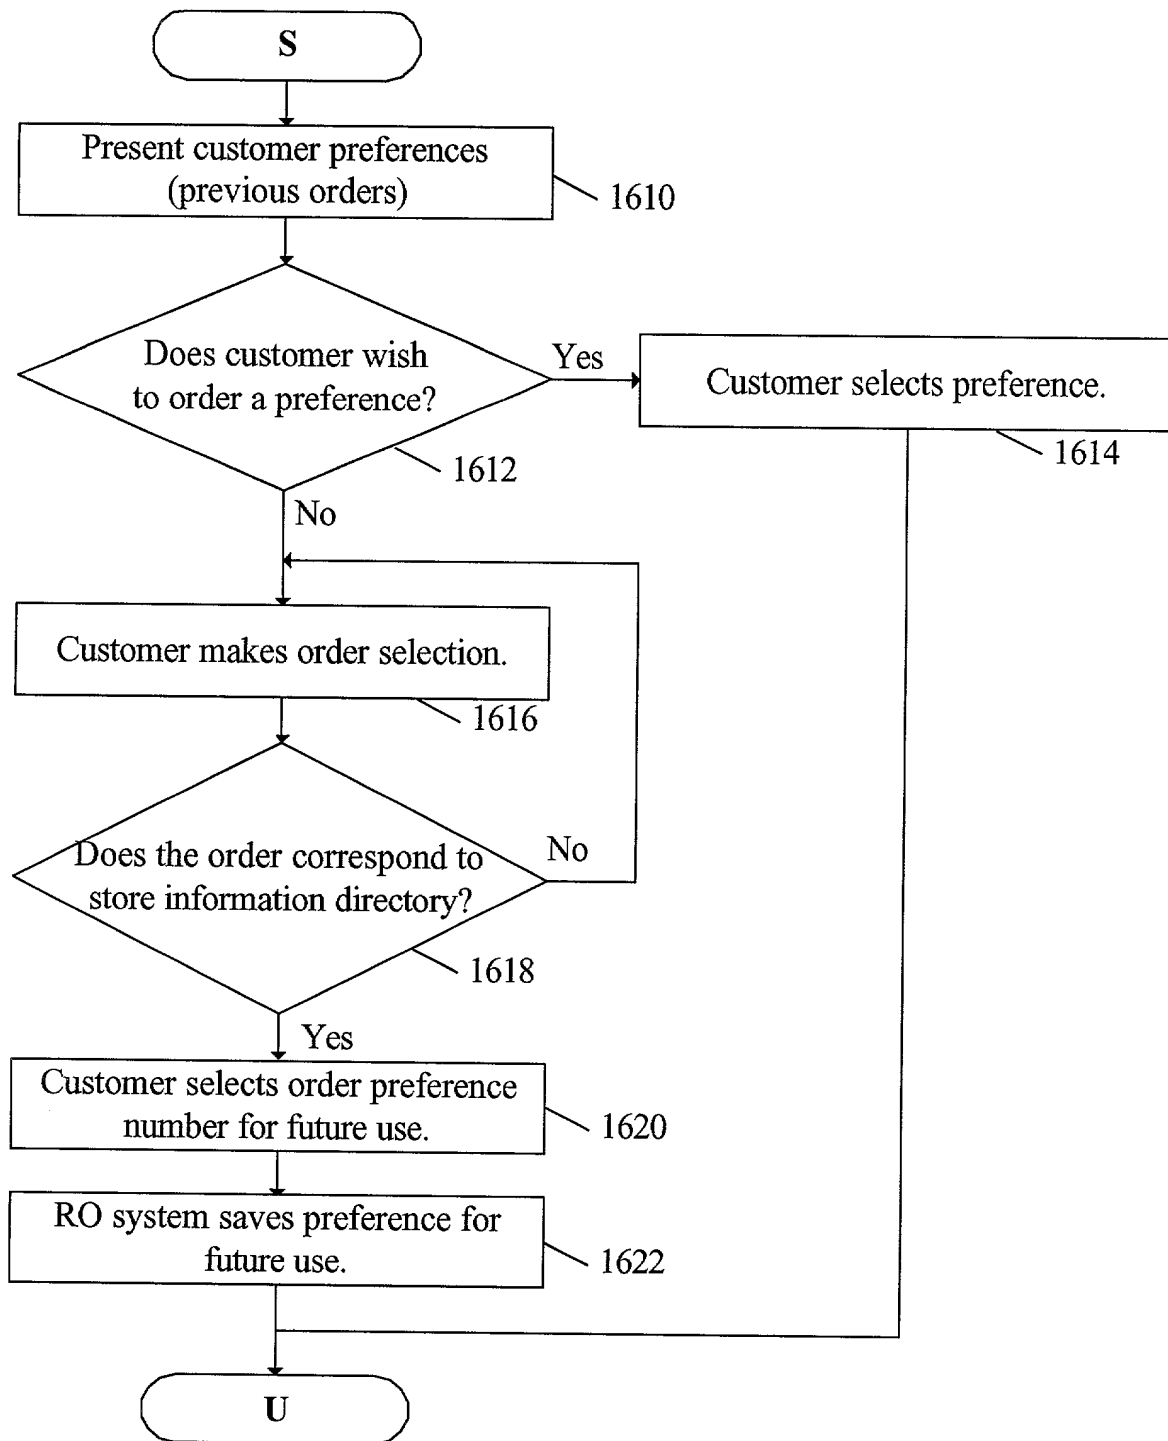 S
Present customer preferences
(previous orders)
1610
Does customer wish
to order a preference?
1612
Yes
Customer selects preference.
1614
No
Customer makes order selection.
1616
Does the order correspond to
store information directory?
1618
No
Yes
Customer selects order preference
number for future use.
1620
RO system saves preference for
future use.
1622
U